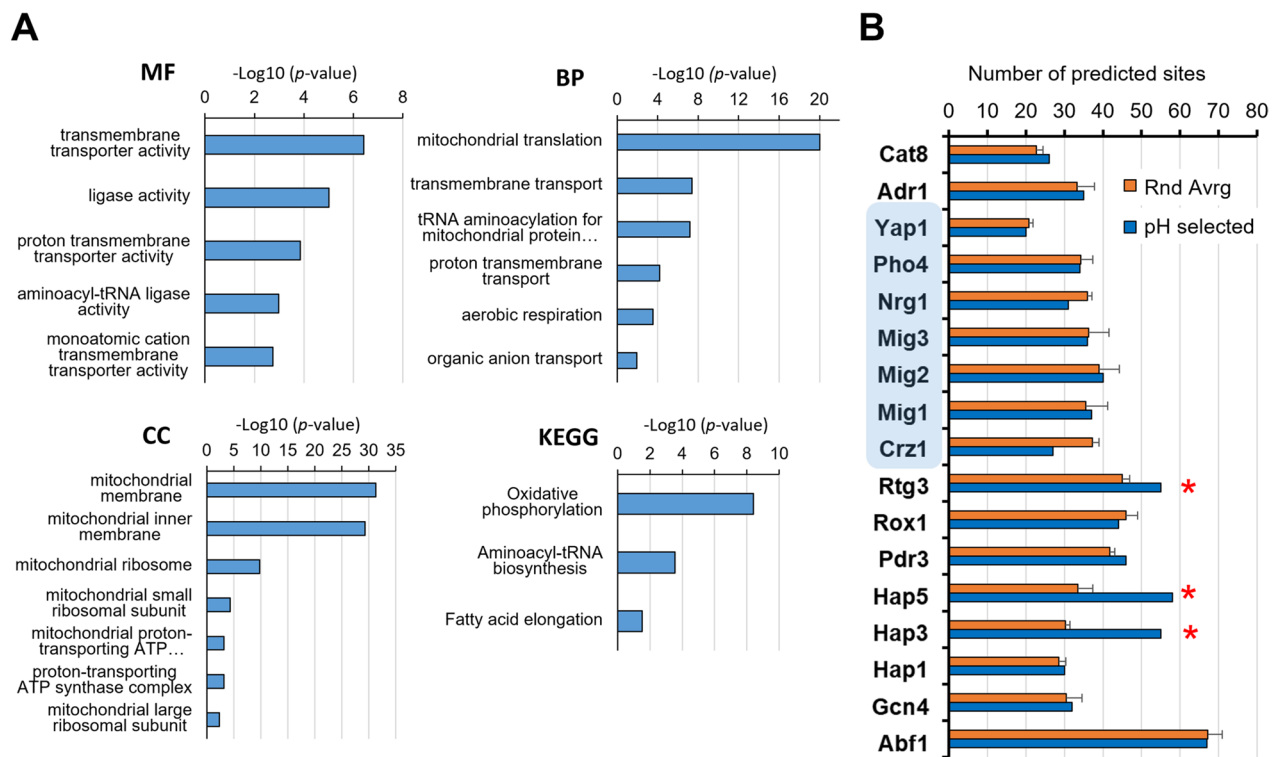 A
MF
-Log10 (p-value)
0 2 4 6 8
transmembrane
transporter activity
ligase activity
proton transmembrane
transporter activity
aminoacyl-tRNA ligase
activity
monoatomic cation
transmembrane
transporter activity
BP
-Log10 (p-value)
0 4 8 12 16 20
mitochondrial translation
transmembrane transport
tRNA aminoacylation for
mitochondrial protein…
proton transmembrane
transport
aerobic respiration
organic anion transport
CC
-Log10 (p-value)
0 5 10 15 20 25 30 35
mitochondrial
membrane
mitochondrial inner
membrane
mitochondrial ribosome
mitochondrial small
ribosomal subunit
mitochondrial proton-
transporting ATP…
proton-transporting
ATP synthase complex
mitochondrial large
ribosomal subunit
KEGG
-Log10 (p-value)
0 2 4 6 8 10
Oxidative
phosphorylation
Aminoacyl-tRNA
biosynthesis
Fatty acid elongation
B
Number of predicted sites
0 10 20 30 40 50 60 70 80
Cat8
Adr1
Yap1
Pho4
Nrg1
Mig3
Mig2
Mig1
Crz1
Rtg3 *
Rox1
Pdr3
Hap5 *
Hap3 *
Hap1
Gcn4
Abf1
Rnd Avrg
pH selected